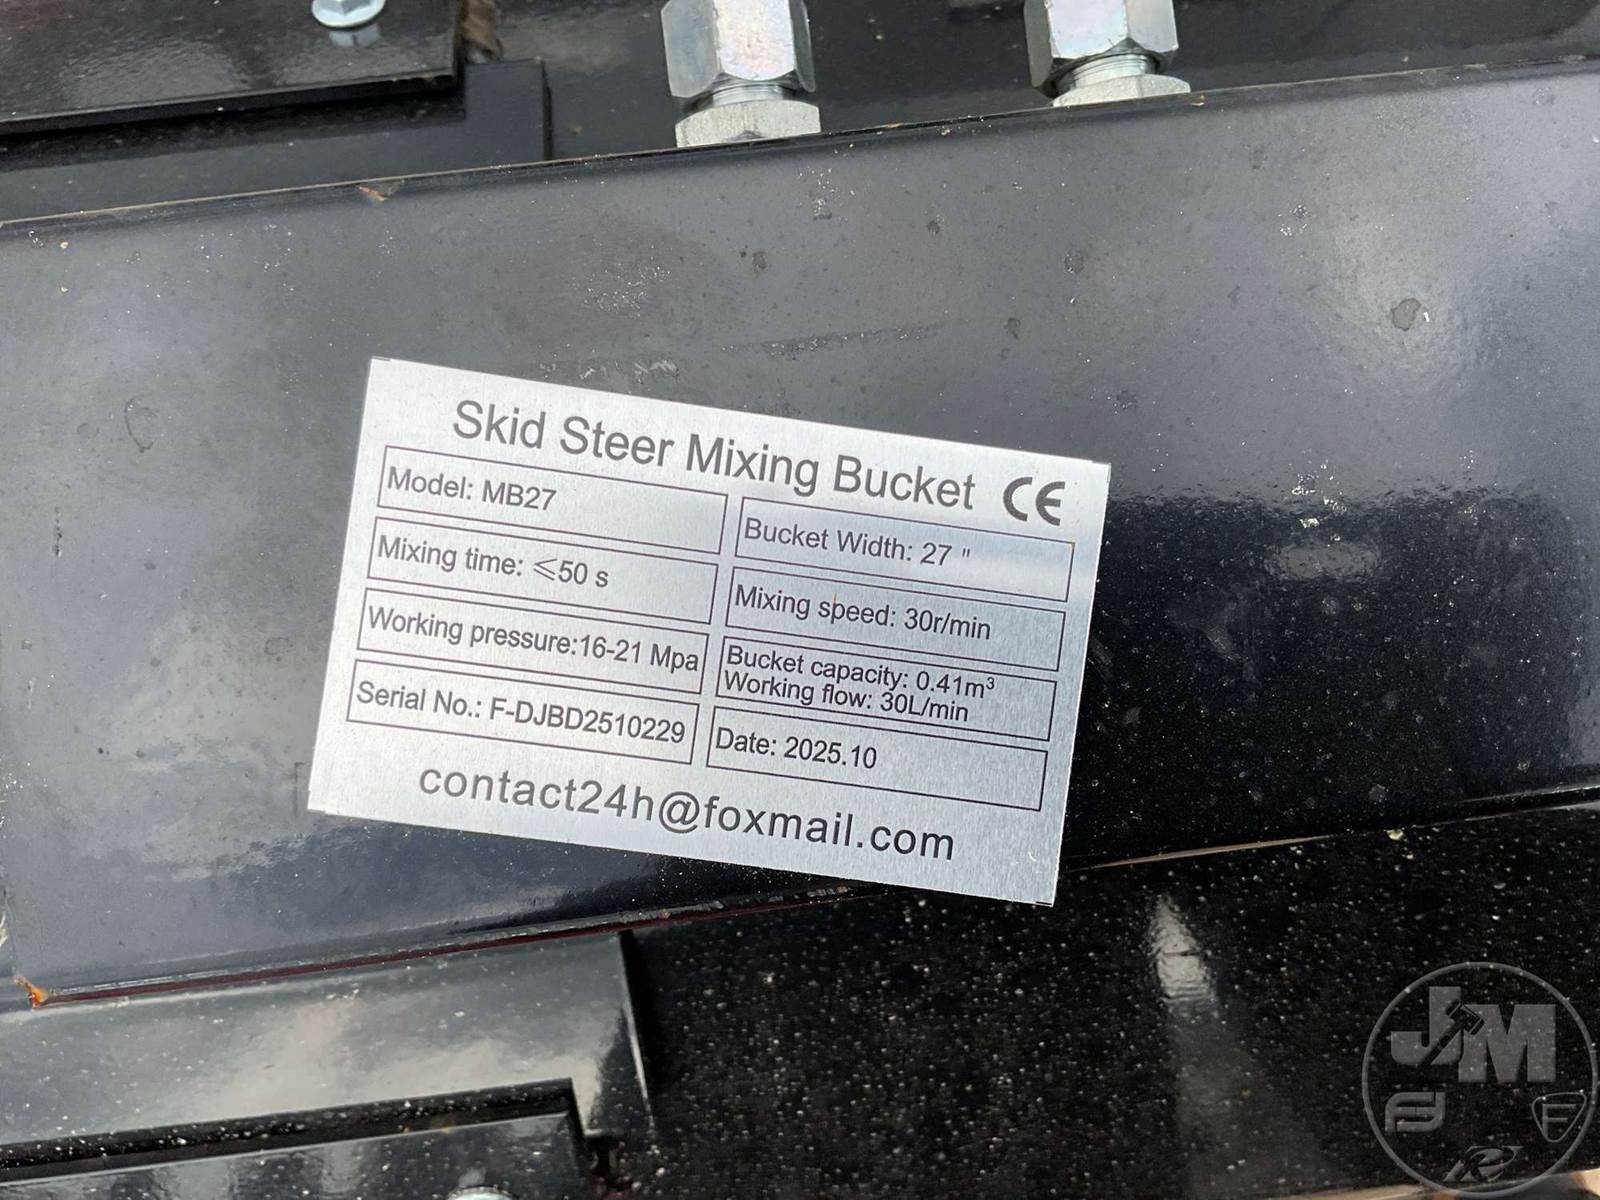 Skid Steer Mixing Bucket CE
Model: MB27
Bucket Width: 27 "
Mixing time: ⩽50 s
Mixing speed: 30r/min
Working pressure:16-21 Mpa
Bucket capacity: 0.41m³
Working flow: 30L/min
Serial No.: F-DJBD2510229
Date: 2025.10
contact24h@foxmail.com
JM